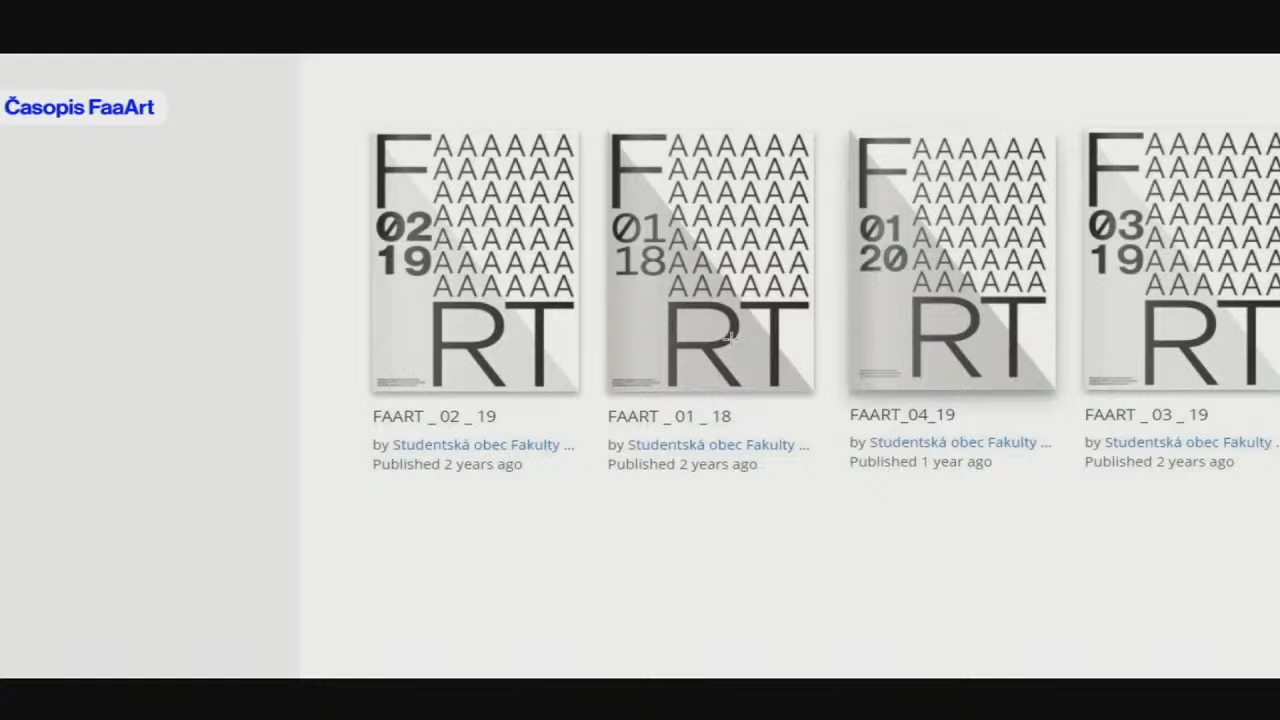 Časopis FaaArt
F AAAAAA
AAAAAA
AAAAAA
02 AAAAAA
19 AAAAAA
AAAAAA
AAAAAA
RT
FAART _ 02 _ 19
by Studentská obec Fakulty ...
Published 2 years ago
F AAAAAA
AAAAAA
AAAAAA
01 AAAAAA
18 AAAAAA
AAAAAA
AAAAAA
RT
FAART _ 01 _ 18
by Studentská obec Fakulty ...
Published 2 years ago
F AAAAAA
AAAAAA
AAAAAA
01 AAAAAA
20 AAAAAA
AAAAAA
AAAAAA
RT
FAART_04_19
by Studentská obec Fakulty ...
Published 1 year ago
F AAAAAA
AAAAAA
AAAAAA
03 AAAAAA
19 AAAAAA
AAAAAA
AAAAAA
RT
FAART _ 03 _ 19
by Studentská obec Fakulty .
Published 2 years ago